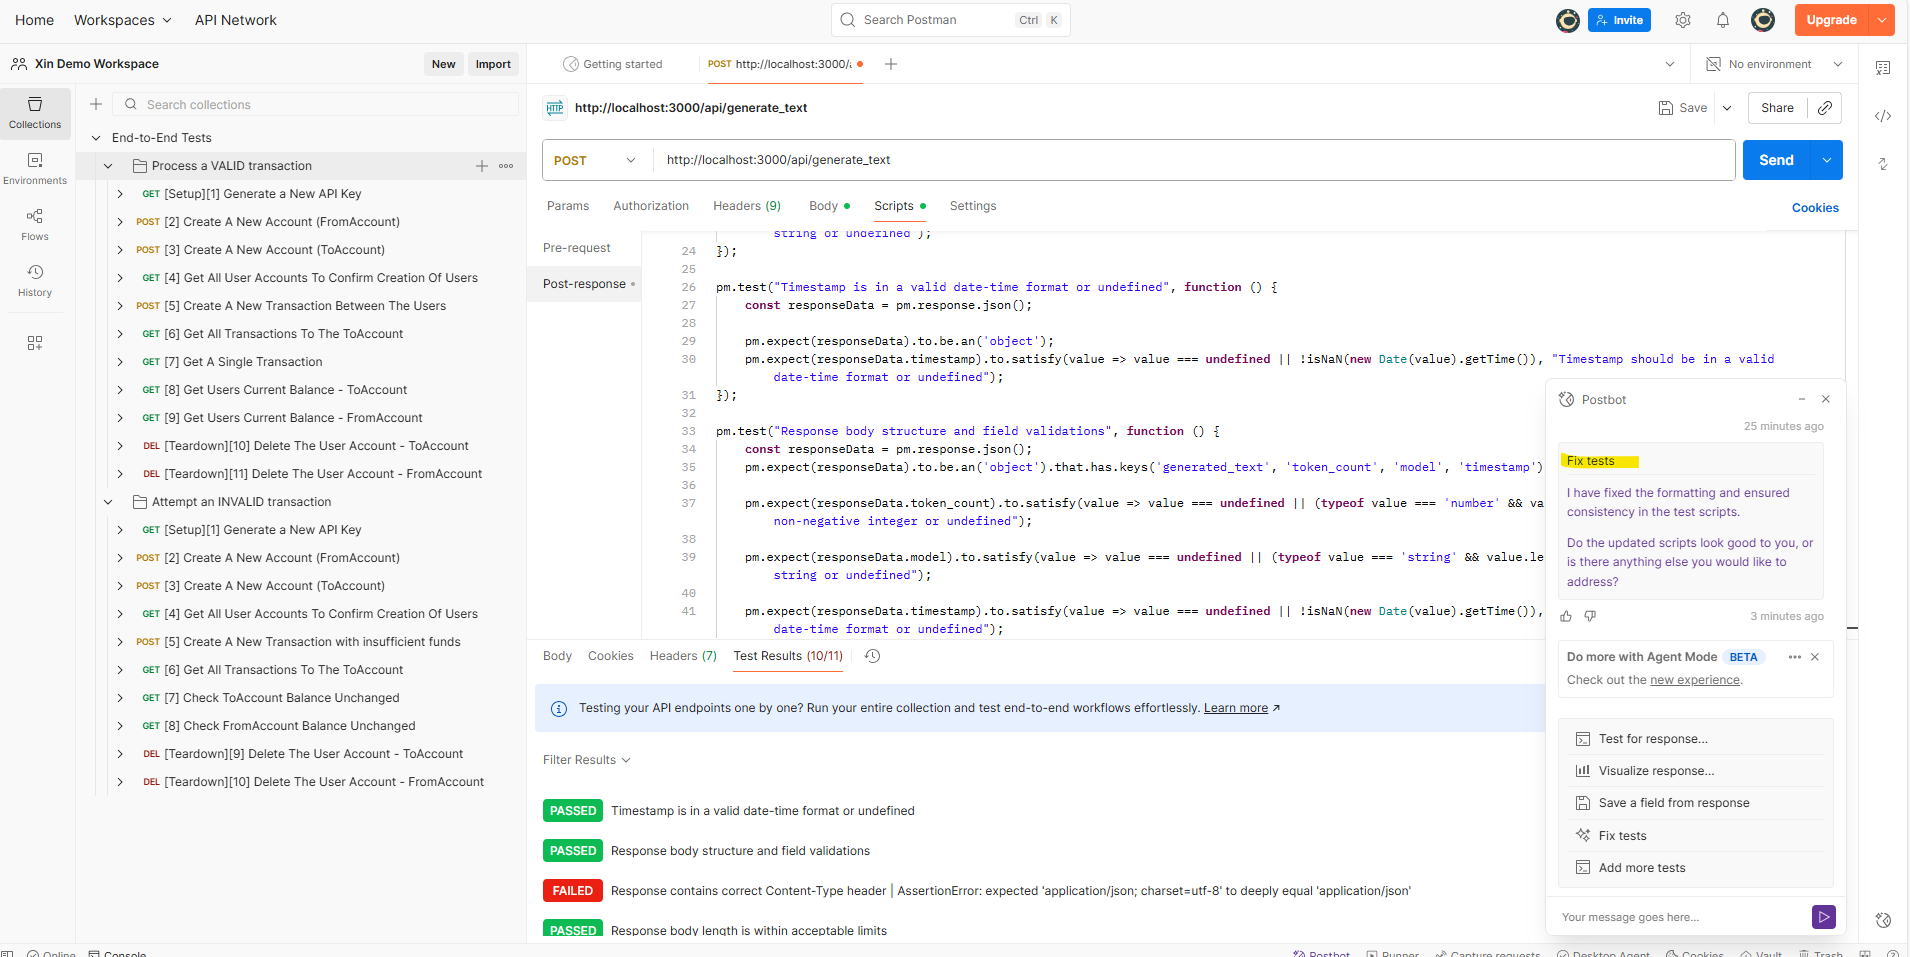 Home Workspaces API Network Search Postman Ctrl K Invite Upgrade
Xin Demo Workspace New Import Getting started POST http://localhost:3000/a No environment
Collections
Environments
Flows
History
Search collections
End-to-End Tests
Process a VALID transaction
GET [Setup][1] Generate a New API Key
POST [2] Create A New Account (FromAccount)
POST [3] Create A New Account (ToAccount)
GET [4] Get All User Accounts To Confirm Creation Of Users
POST [5] Create A New Transaction Between The Users
GET [6] Get All Transactions To The ToAccount
GET [7] Get A Single Transaction
GET [8] Get Users Current Balance - ToAccount
GET [9] Get Users Current Balance - FromAccount
DEL [Teardown][10] Delete The User Account - ToAccount
DEL [Teardown][11] Delete The User Account - FromAccount
Attempt an INVALID transaction
GET [Setup][1] Generate a New API Key
POST [2] Create A New Account (FromAccount)
POST [3] Create A New Account (ToAccount)
GET [4] Get All User Accounts To Confirm Creation Of Users
POST [5] Create A New Transaction with insufficient funds
GET [6] Get All Transactions To The ToAccount
GET [7] Check ToAccount Balance Unchanged
GET [8] Check FromAccount Balance Unchanged
DEL [Teardown][9] Delete The User Account - ToAccount
DEL [Teardown][10] Delete The User Account - FromAccount
HTTP http://localhost:3000/api/generate_text Save Share
POST http://localhost:3000/api/generate_text Send
Params Authorization Headers (9) Body Scripts Settings Cookies
Pre-request
Post-response
string or undefined");
24 });
25
26 pm.test("Timestamp is in a valid date-time format or undefined", function () {
27 const responseData = pm.response.json();
28
29 pm.expect(responseData).to.be.an('object');
30 pm.expect(responseData.timestamp).to.satisfy(value => value === undefined || !isNaN(new Date(value).getTime()), "Timestamp should be in a valid
date-time format or undefined");
31 });
32
33 pm.test("Response body structure and field validations", function () {
34 const responseData = pm.response.json();
35 pm.expect(responseData).to.be.an('object').that.has.keys('generated_text', 'token_count', 'model', 'timestamp')
36
37 pm.expect(responseData.token_count).to.satisfy(value => value === undefined || (typeof value === 'number' && va
non-negative integer or undefined");
38
39 pm.expect(responseData.model).to.satisfy(value => value === undefined || (typeof value === 'string' && value.le
string or undefined");
40
41 pm.expect(responseData.timestamp).to.satisfy(value => value === undefined || !isNaN(new Date(value).getTime()),
date-time format or undefined");
Body Cookies Headers (7) Test Results (10/11)
Testing your API endpoints one by one? Run your entire collection and test end-to-end workflows effortlessly. Learn more ↗
Filter Results
PASSED Timestamp is in a valid date-time format or undefined
PASSED Response body structure and field validations
FAILED Response contains correct Content-Type header | AssertionError: expected 'application/json; charset=utf-8' to deeply equal 'application/json'
PASSED Response body length is within acceptable limits
Postbot
25 minutes ago
Fix tests
I have fixed the formatting and ensured
consistency in the test scripts.
Do the updated scripts look good to you, or
is there anything else you would like to
address?
3 minutes ago
Do more with Agent Mode BETA
Check out the new experience.
Test for response...
Visualize response...
Save a field from response
Fix tests
Add more tests
Your message goes here...
Online Console Postbot Runner Capture requests Desktop Agent Cookies Vault Trash